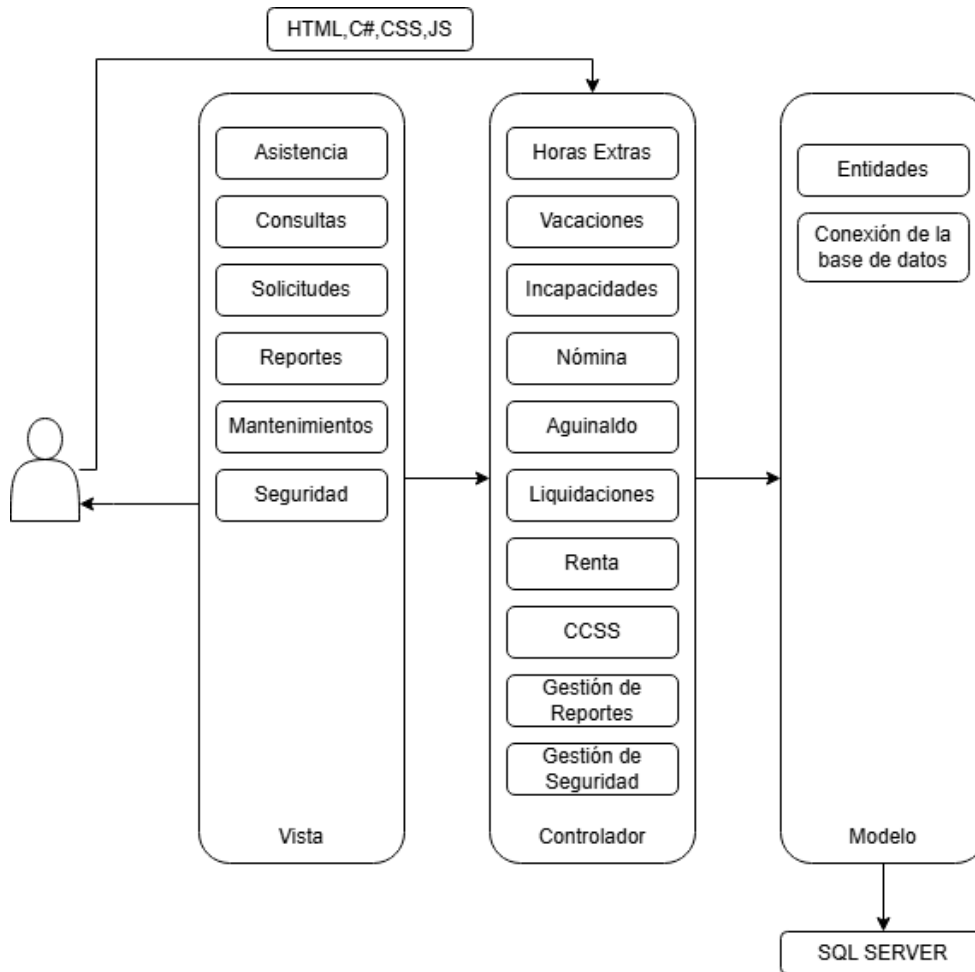 HTML,C#,CSS,JS
Asistencia
Consultas
Solicitudes
Reportes
Mantenimientos
Seguridad
Vista
Horas Extras
Vacaciones
Incapacidades
Nómina
Aguinaldo
Liquidaciones
Renta
CCSS
Gestión de
Reportes
Gestión de
Seguridad
Controlador
Entidades
Conexión de la
base de datos
Modelo
SQL SERVER